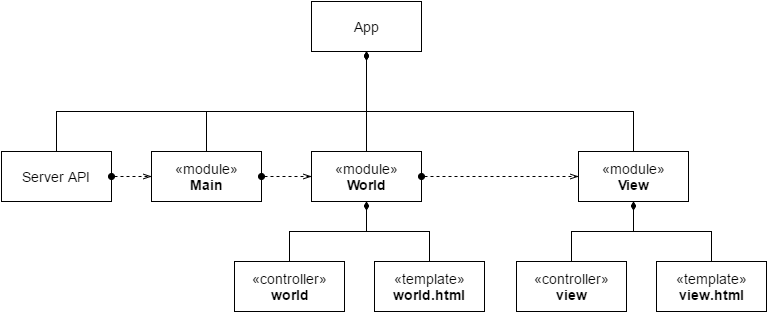 App
Server API
«module»
Main
«module»
World
«module»
View
«controller»
world
«template»
world.html
«controller»
view
«template»
view.html